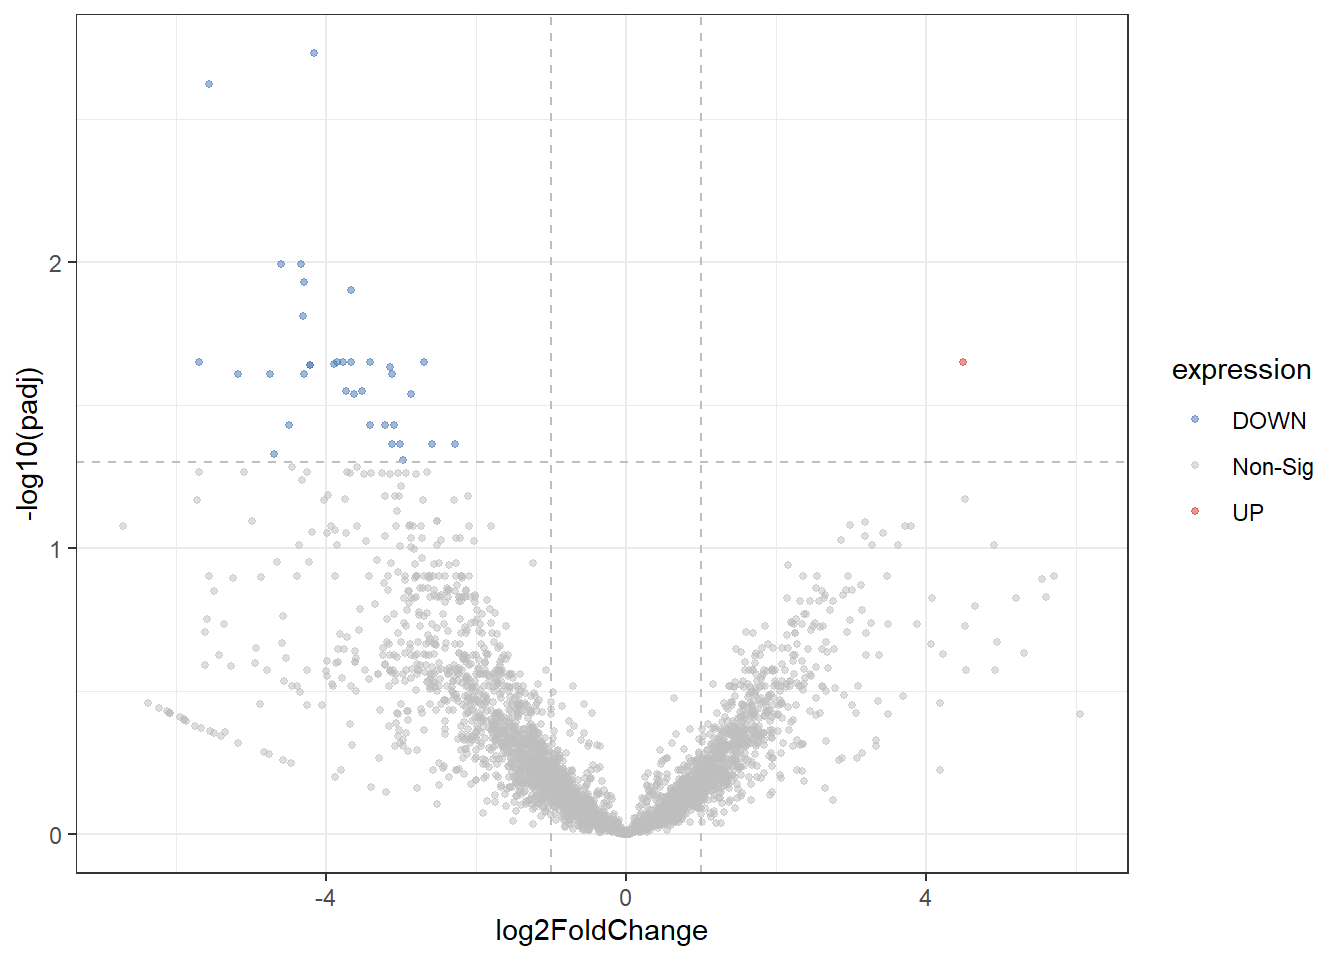 2
1
0
-4
0
4
log2FoldChange
-log10(padj)
expression
DOWN
Non-Sig
UP